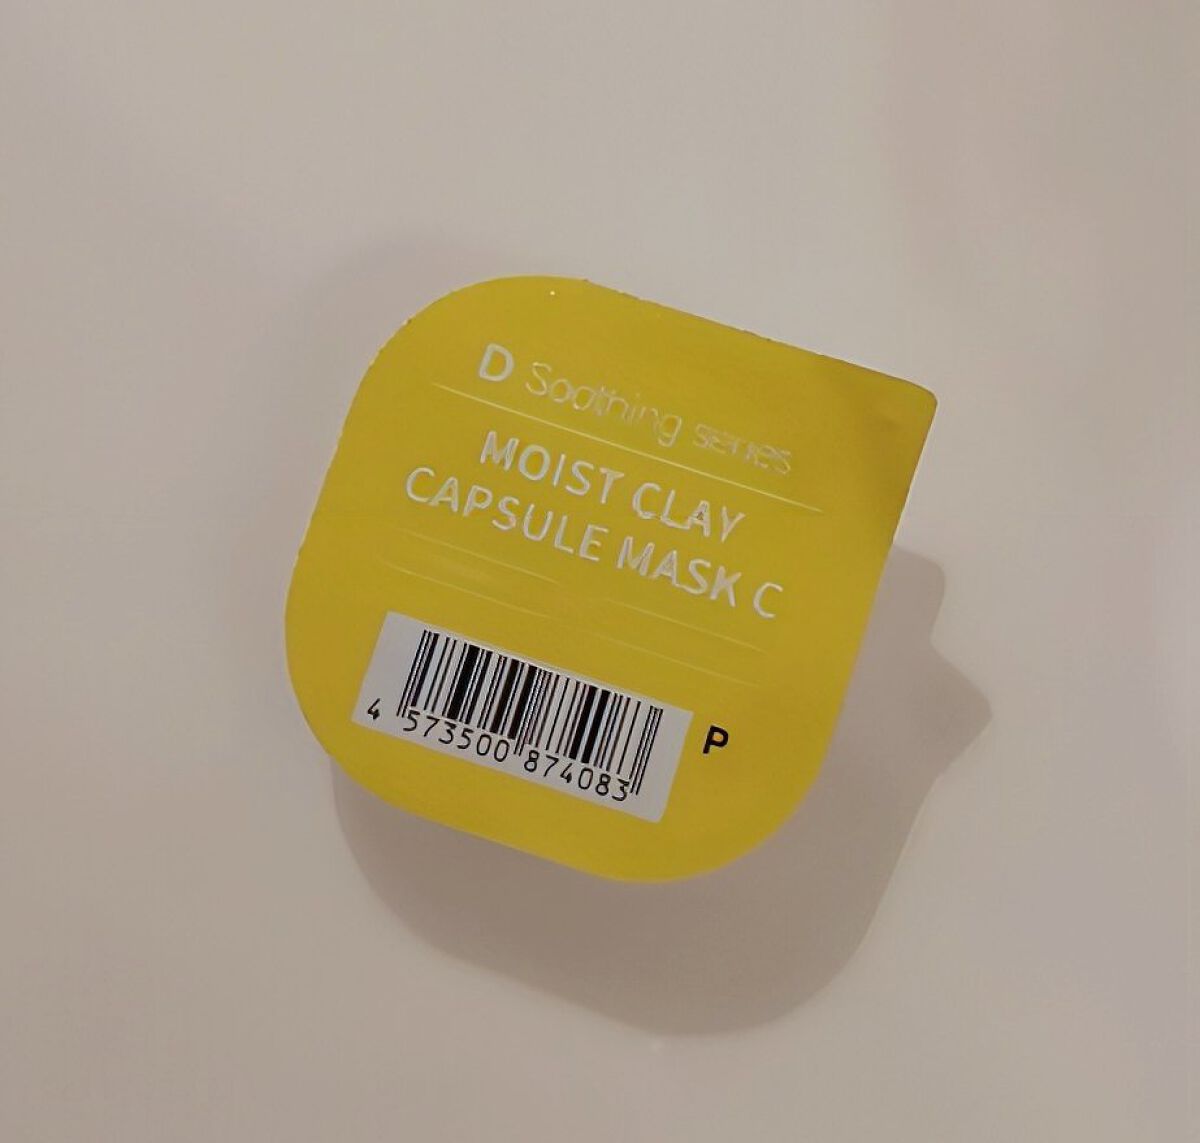 D Soothing series
MOIST CLAY
CAPSULE MASK C
4 573500 874083
P